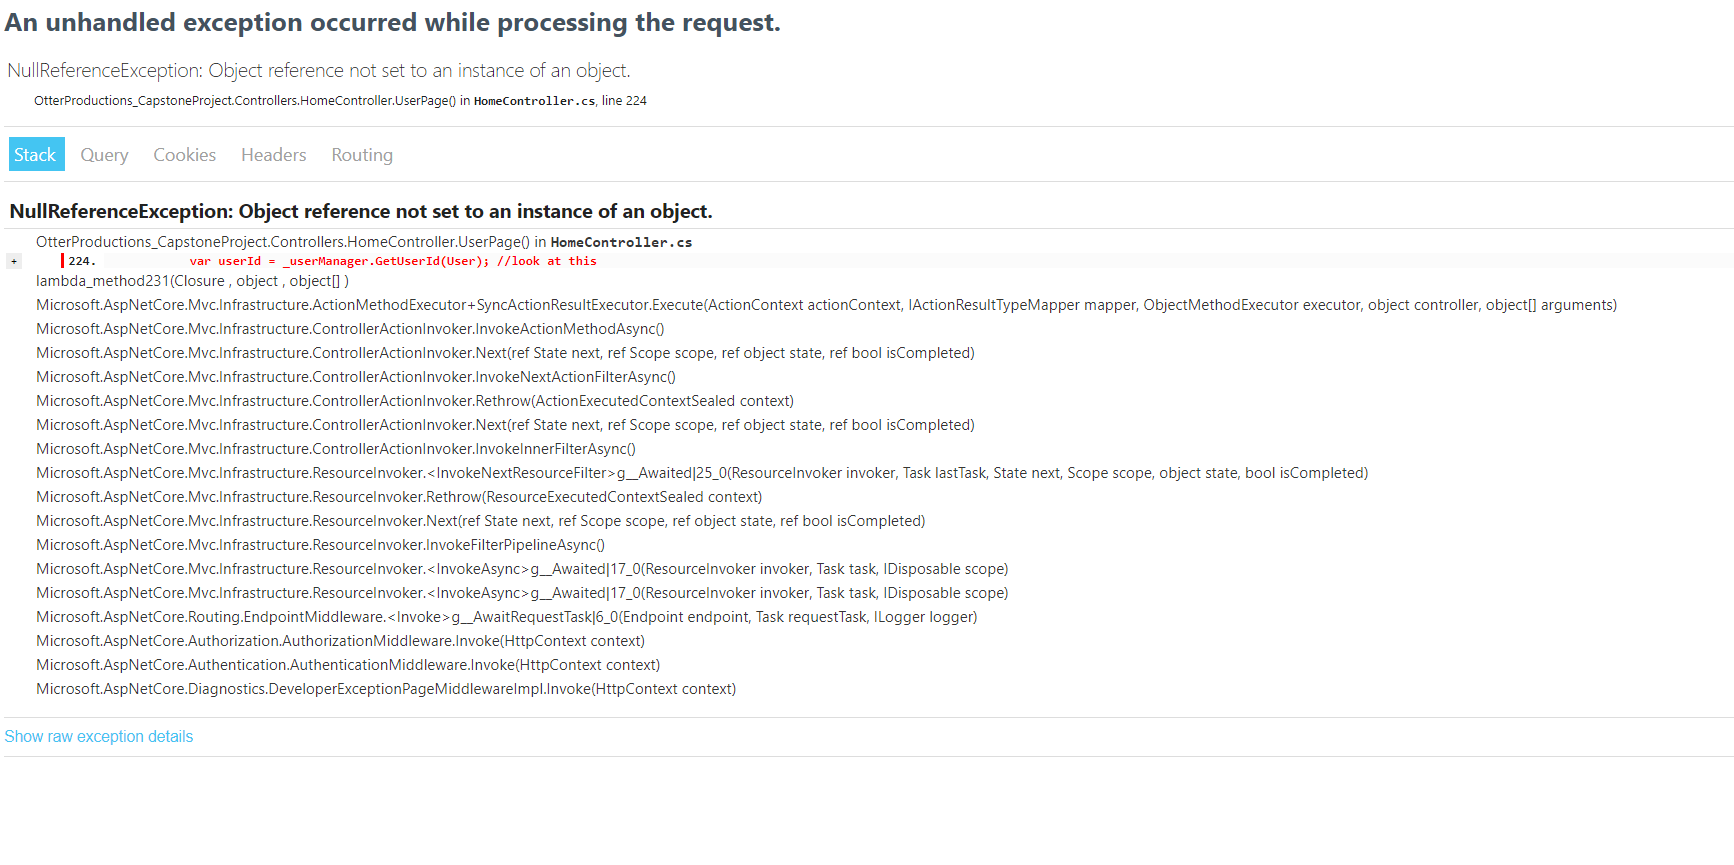 An unhandled exception occurred while processing the request.
NullReferenceException: Object reference not set to an instance of an object.
OtterProductions_CapstoneProject.Controllers.HomeController.UserPage() in HomeController.cs, line 224
Stack Query Cookies Headers Routing
NullReferenceException: Object reference not set to an instance of an object.
OtterProductions_CapstoneProject.Controllers.HomeController.UserPage() in HomeController.cs
+ 224. var userId = _userManager.GetUserId(User); //look at this
lambda_method231(Closure , object , object[] )
Microsoft.AspNetCore.Mvc.Infrastructure.ActionMethodExecutor+SyncActionResultExecutor.Execute(ActionContext actionContext, IActionResultTypeMapper mapper, ObjectMethodExecutor executor, object controller, object[] arguments)
Microsoft.AspNetCore.Mvc.Infrastructure.ControllerActionInvoker.InvokeActionMethodAsync()
Microsoft.AspNetCore.Mvc.Infrastructure.ControllerActionInvoker.Next(ref State next, ref Scope scope, ref object state, ref bool isCompleted)
Microsoft.AspNetCore.Mvc.Infrastructure.ControllerActionInvoker.InvokeNextActionFilterAsync()
Microsoft.AspNetCore.Mvc.Infrastructure.ControllerActionInvoker.Rethrow(ActionExecutedContextSealed context)
Microsoft.AspNetCore.Mvc.Infrastructure.ControllerActionInvoker.Next(ref State next, ref Scope scope, ref object state, ref bool isCompleted)
Microsoft.AspNetCore.Mvc.Infrastructure.ControllerActionInvoker.InvokeInnerFilterAsync()
Microsoft.AspNetCore.Mvc.Infrastructure.ResourceInvoker.<InvokeNextResourceFilter>g__Awaited|25_0(ResourceInvoker invoker, Task lastTask, State next, Scope scope, object state, bool isCompleted)
Microsoft.AspNetCore.Mvc.Infrastructure.ResourceInvoker.Rethrow(ResourceExecutedContextSealed context)
Microsoft.AspNetCore.Mvc.Infrastructure.ResourceInvoker.Next(ref State next, ref Scope scope, ref object state, ref bool isCompleted)
Microsoft.AspNetCore.Mvc.Infrastructure.ResourceInvoker.InvokeFilterPipelineAsync()
Microsoft.AspNetCore.Mvc.Infrastructure.ResourceInvoker.<InvokeAsync>g__Awaited|17_0(ResourceInvoker invoker, Task task, IDisposable scope)
Microsoft.AspNetCore.Mvc.Infrastructure.ResourceInvoker.<InvokeAsync>g__Awaited|17_0(ResourceInvoker invoker, Task task, IDisposable scope)
Microsoft.AspNetCore.Routing.EndpointMiddleware.<Invoke>g__AwaitRequestTask|6_0(Endpoint endpoint, Task requestTask, ILogger logger)
Microsoft.AspNetCore.Authorization.AuthorizationMiddleware.Invoke(HttpContext context)
Microsoft.AspNetCore.Authentication.AuthenticationMiddleware.Invoke(HttpContext context)
Microsoft.AspNetCore.Diagnostics.DeveloperExceptionPageMiddlewareImpl.Invoke(HttpContext context)
Show raw exception details